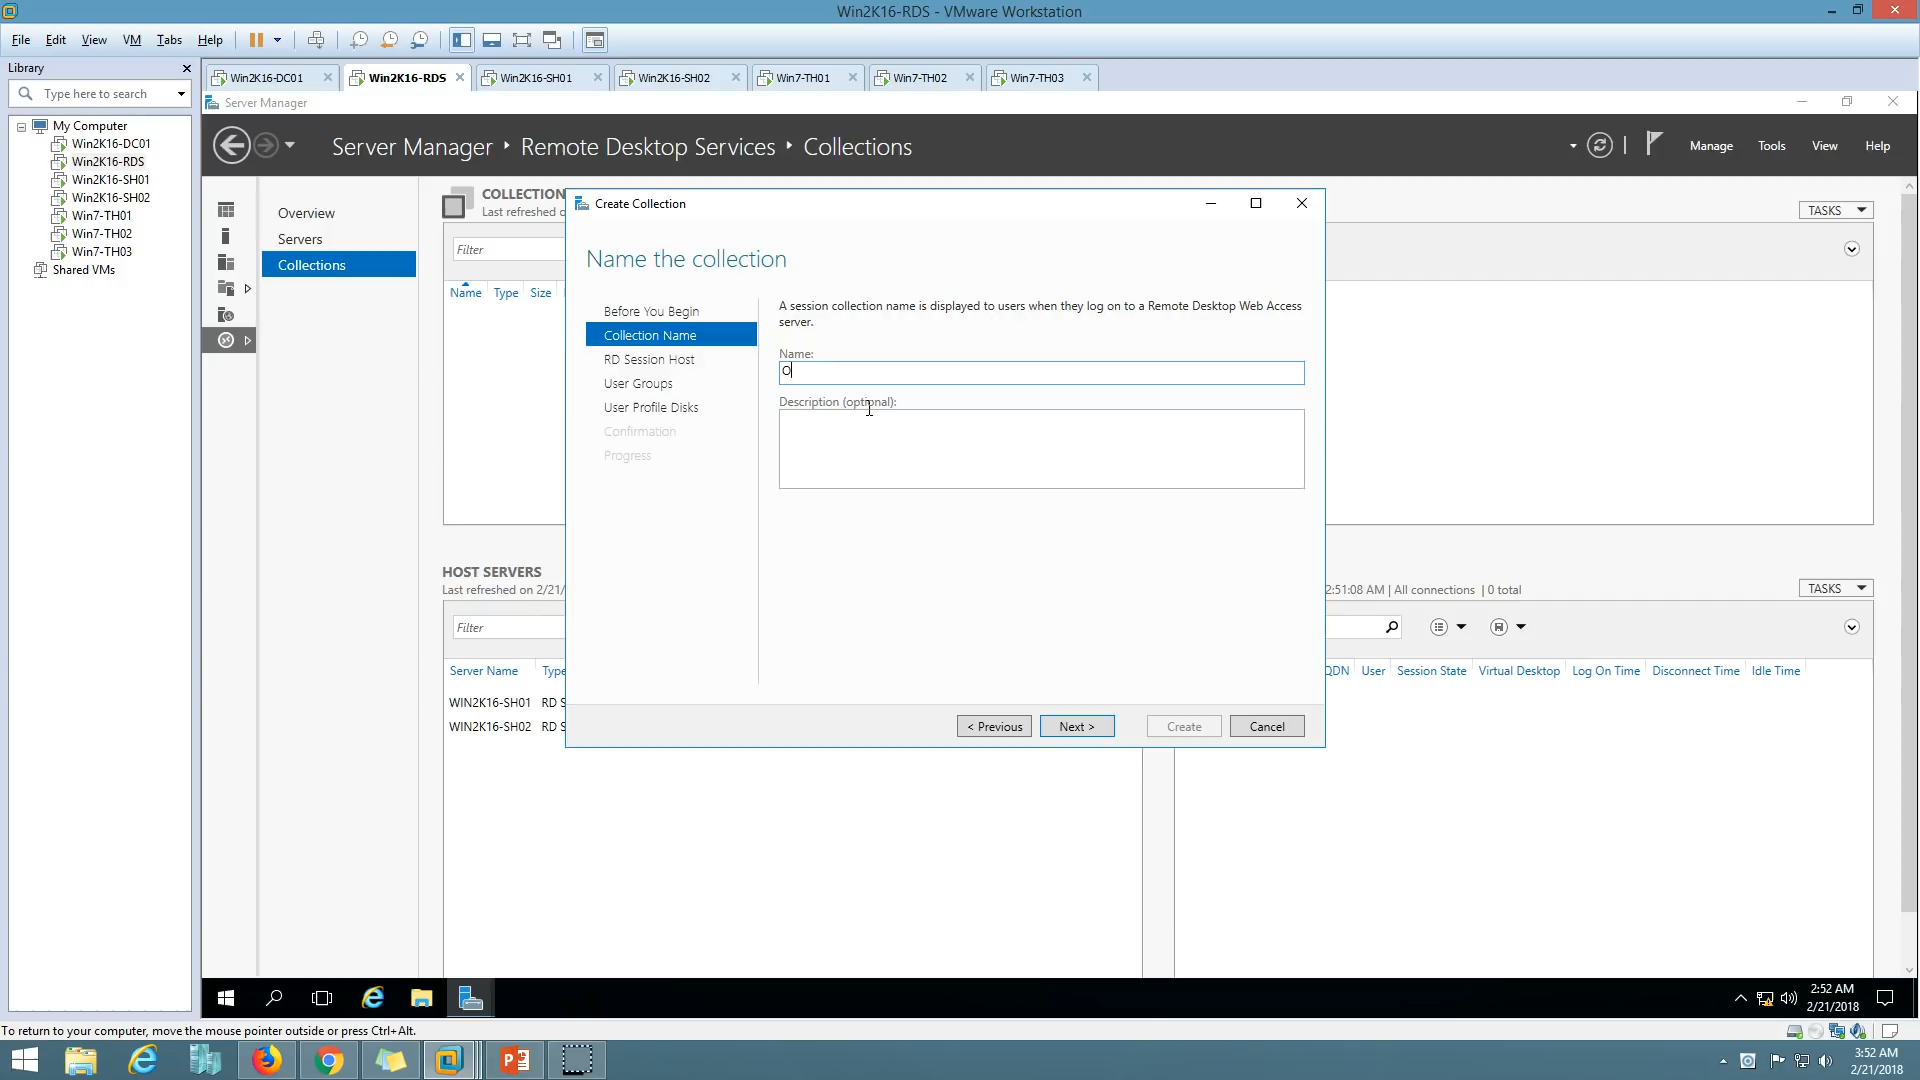 Win2K16-RDS - VMware Workstation
File Edit View VM Tabs Help
Library
Type here to search
My Computer
Win2K16-DC01
Win2K16-RDS
Win2K16-SH01
Win2K16-SH02
Win7-TH01
Win7-TH02
Win7-TH03
Shared VMs
Win2K16-DC01 Win2K16-RDS Win2K16-SH01 Win2K16-SH02 Win7-TH01 Win7-TH02 Win7-TH03
Server Manager
Server Manager Remote Desktop Services Collections
Manage Tools View Help
Overview
Servers
Collections
COLLECTION
Last refreshed
TASKS
Filter
Name Type Size
Create Collection
Name the collection
Before You Begin
Collection Name
RD Session Host
User Groups
User Profile Disks
Confirmation
Progress
A session collection name is displayed to users when they log on to a Remote Desktop Web Access
server.
Name:
O
Description (optional):
< Previous Next > Create Cancel
HOST SERVERS
Last refreshed on 2/21/
2:51:08 AM | All connections | 0 total
TASKS
Filter
Server Name Type
QDN User Session State Virtual Desktop Log On Time Disconnect Time Idle Time
WIN2K16-SH01 RD S
WIN2K16-SH02 RD S
2:52 AM
2/21/2018
To return to your computer, move the mouse pointer outside or press Ctrl+Alt.
3:52 AM
2/21/2018